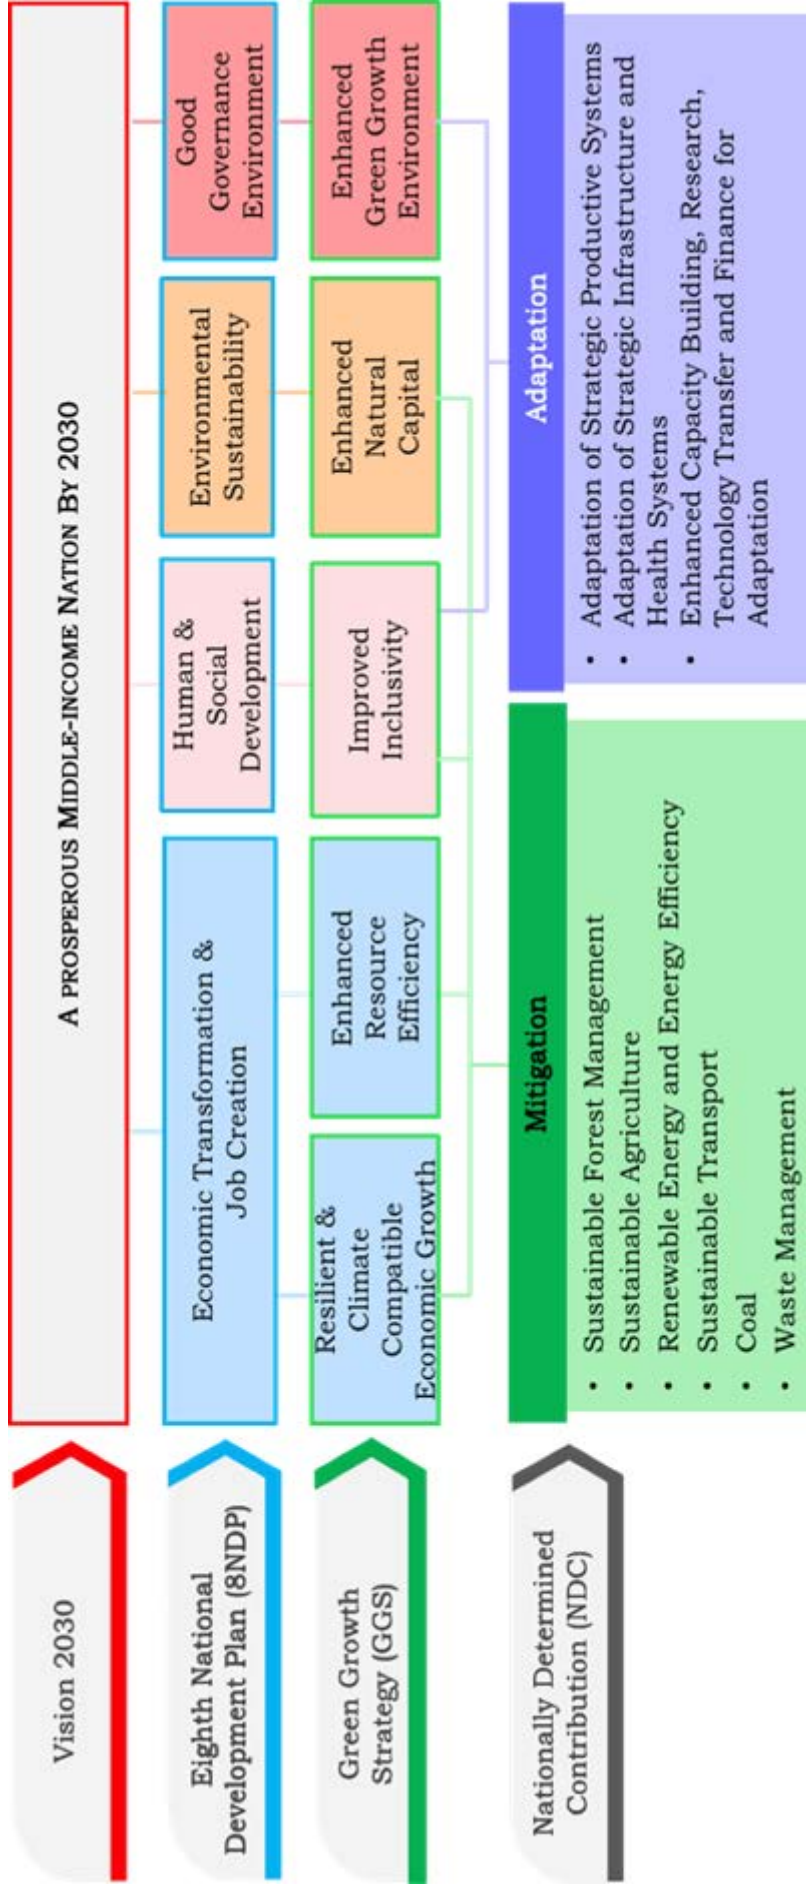 Vision 2030
A PROSPEROUS MIDDLE-INCOME NATION BY 2030
Eighth National
Development Plan (8NDP)
Economic Transformation &
Job Creation
Human &
Social
Development
Environmental
Sustainability
Good
Governance
Environment
Green Growth
Strategy (GGS)
Resilient &
Climate
Compatible
Economic Growth
Enhanced
Resource
Efficiency
Improved
Inclusivity
Enhanced
Natural
Capital
Enhanced
Green Growth
Environment
Nationally Determined
Contribution (NDC)
Mitigation
• Sustainable Forest Management
• Sustainable Agriculture
• Renewable Energy and Energy Efficiency
• Sustainable Transport
• Coal
• Waste Management
Adaptation
• Adaptation of Strategic Productive Systems
• Adaptation of Strategic Infrastructure and
Health Systems
• Enhanced Capacity Building, Research,
Technology Transfer and Finance for
Adaptation